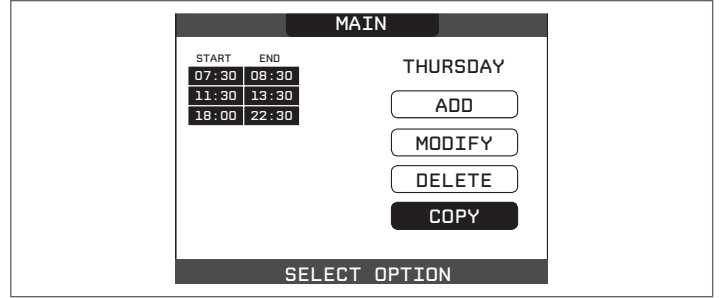 MAIN
START END
07:30 08:30
11:30 13:30
18:00 22:30
THURSDAY
ADD
MODIFY
DELETE
COPY
SELECT OPTION